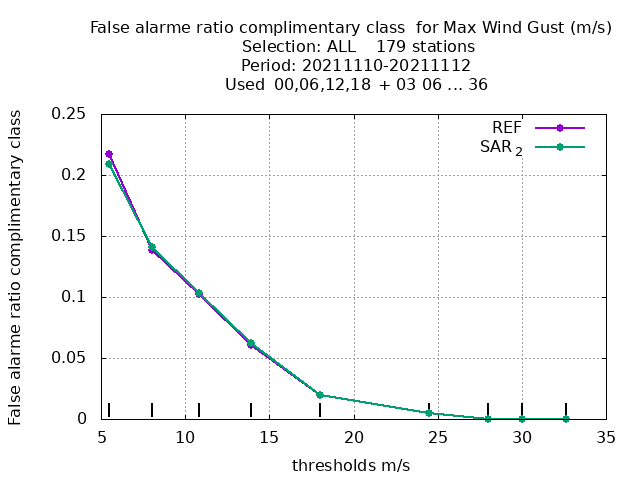 False alarme ratio complimentary class  for Max Wind Gust (m/s)
Selection: ALL    179 stations
Period: 20211110-20211112
Used  00,06,12,18  + 03 06 ... 36
False alarme ratio complimentary class
0.25
0.2
0.15
0.1
0.05
0
REF
SAR 2
5 10 15 20 25 30 35
thresholds m/s